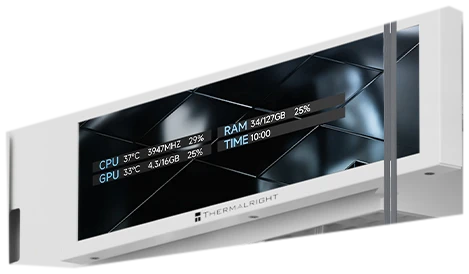 CPU 37°C 3947MHZ 29%
GPU 33°C 4.3/16GB 25%
RAM 34/127GB 25%
TIME 10:00
THERMALRIGHT